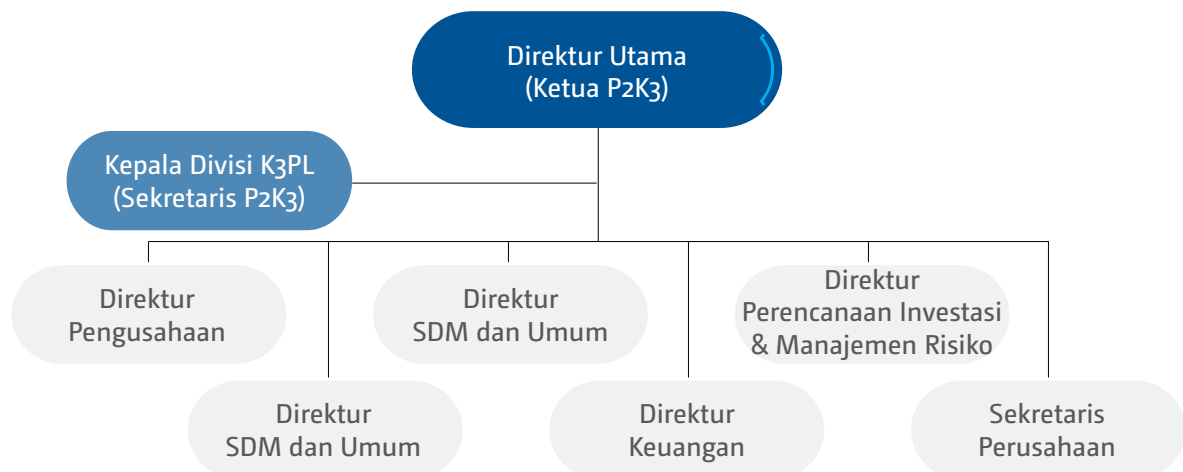 Direktur Utama
(Ketua P2K3)
Kepala Divisi K3PL
(Sekretaris P2K3)
Direktur
Pengusahaan
Direktur
SDM dan Umum
Direktur
Perencanaan Investasi
& Manajemen Risiko
Direktur
SDM dan Umum
Direktur
Keuangan
Sekretaris
Perusahaan